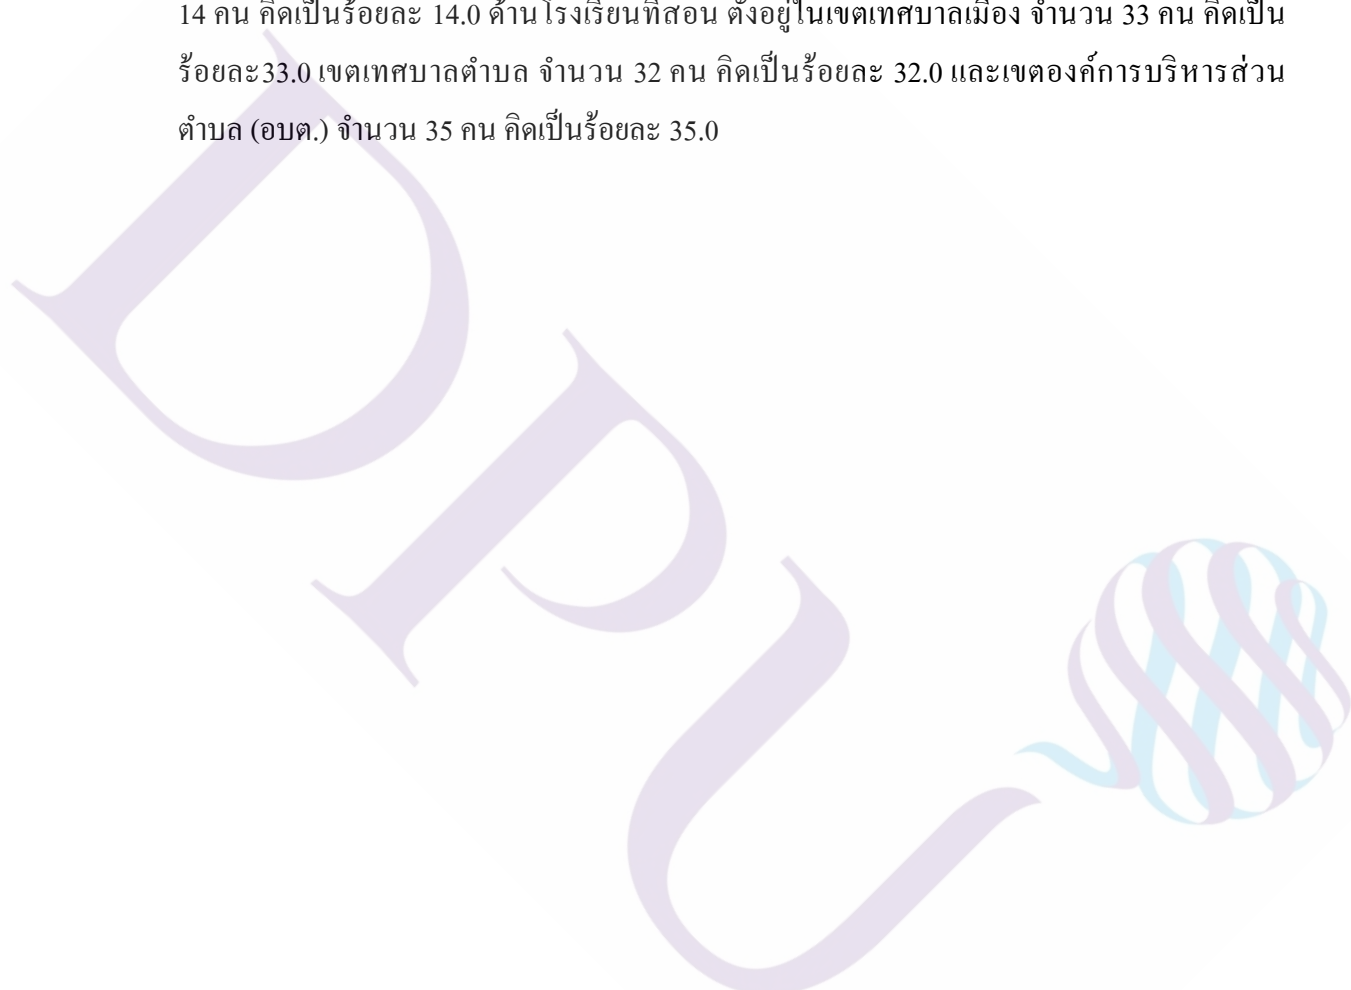 14 คน คิดเป็นร้อยละ 14.0 ด้านโรงเรียนที่สอน ตั้งอยู่ในเขตเทศบาลเมือง จำนวน 33 คน คิดเป็น
ร้อยละ33.0 เขตเทศบาลตำบล จำนวน 32 คน คิดเป็นร้อยละ 32.0 และเขตองค์การบริหารส่วน
ตำบล (อบต.) จำนวน 35 คน คิดเป็นร้อยละ 35.0
DPU